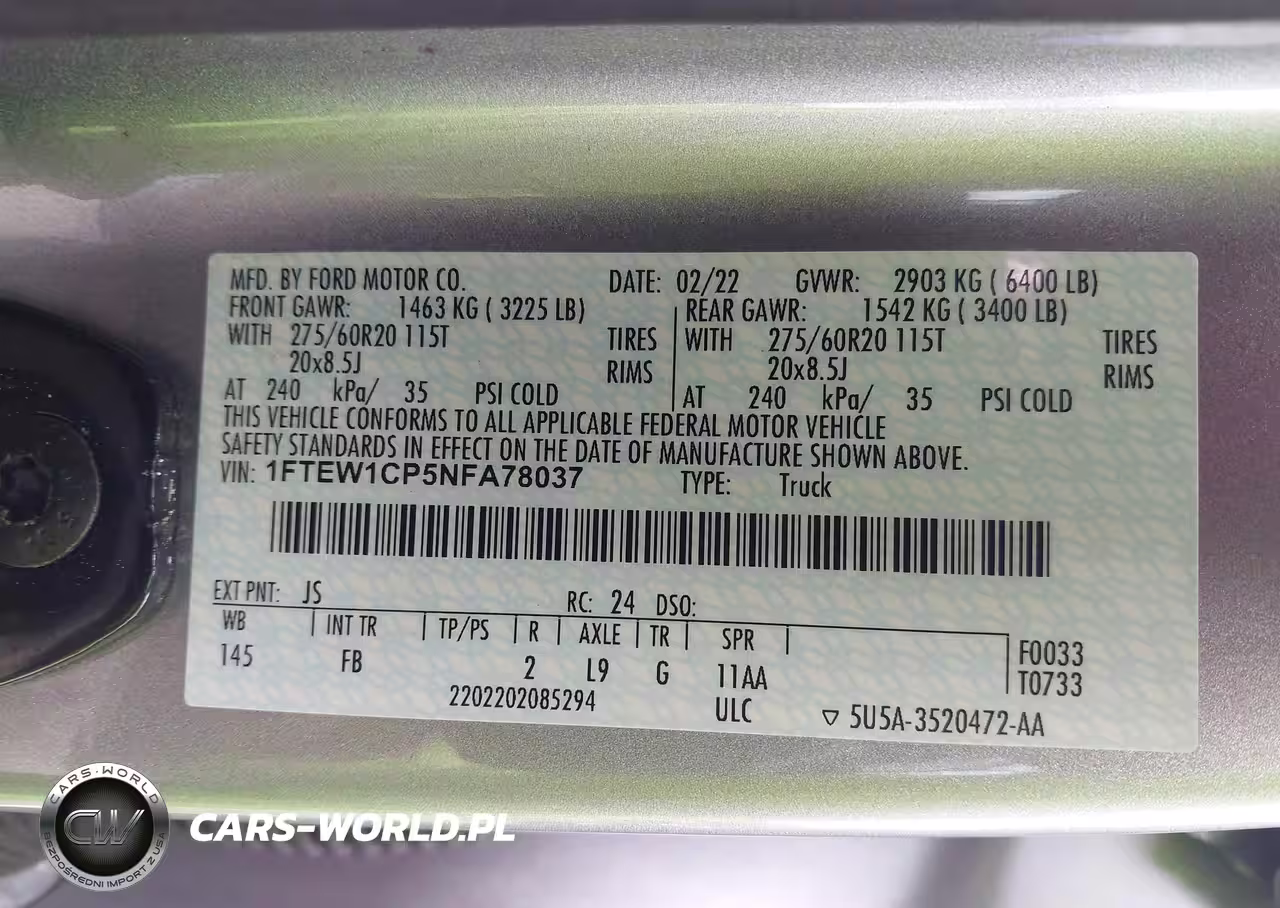 MFD. BY FORD MOTOR CO. DATE: 02/22 GVWR: 2903 KG ( 6400 LB)
FRONT GAWR: 1463 KG ( 3225 LB) REAR GAWR: 1542 KG ( 3400 LB)
WITH 275/60R20 115T TIRES WITH 275/60R20 115T TIRES
20x8.5J RIMS 20x8.5J RIMS
AT 240 kPa/ 35 PSI COLD AT 240 kPa/ 35 PSI COLD
THIS VEHICLE CONFORMS TO ALL APPLICABLE FEDERAL MOTOR VEHICLE
SAFETY STANDARDS IN EFFECT ON THE DATE OF MANUFACTURE SHOWN ABOVE.
VIN: 1FTEW1CP5NFA78037 TYPE: Truck
EXT PNT: JS RC: 24 DSO:
WB INT TR TP/PS R AXLE TR SPR
145 FB 2 L9 G 11AA
F0033
T0733
2202202085294 ULC ▽ 5U5A-3520472-AA
CARS-WORLD
CW
BEZPOŚREDNI IMPORT Z USA
CARS-WORLD.PL